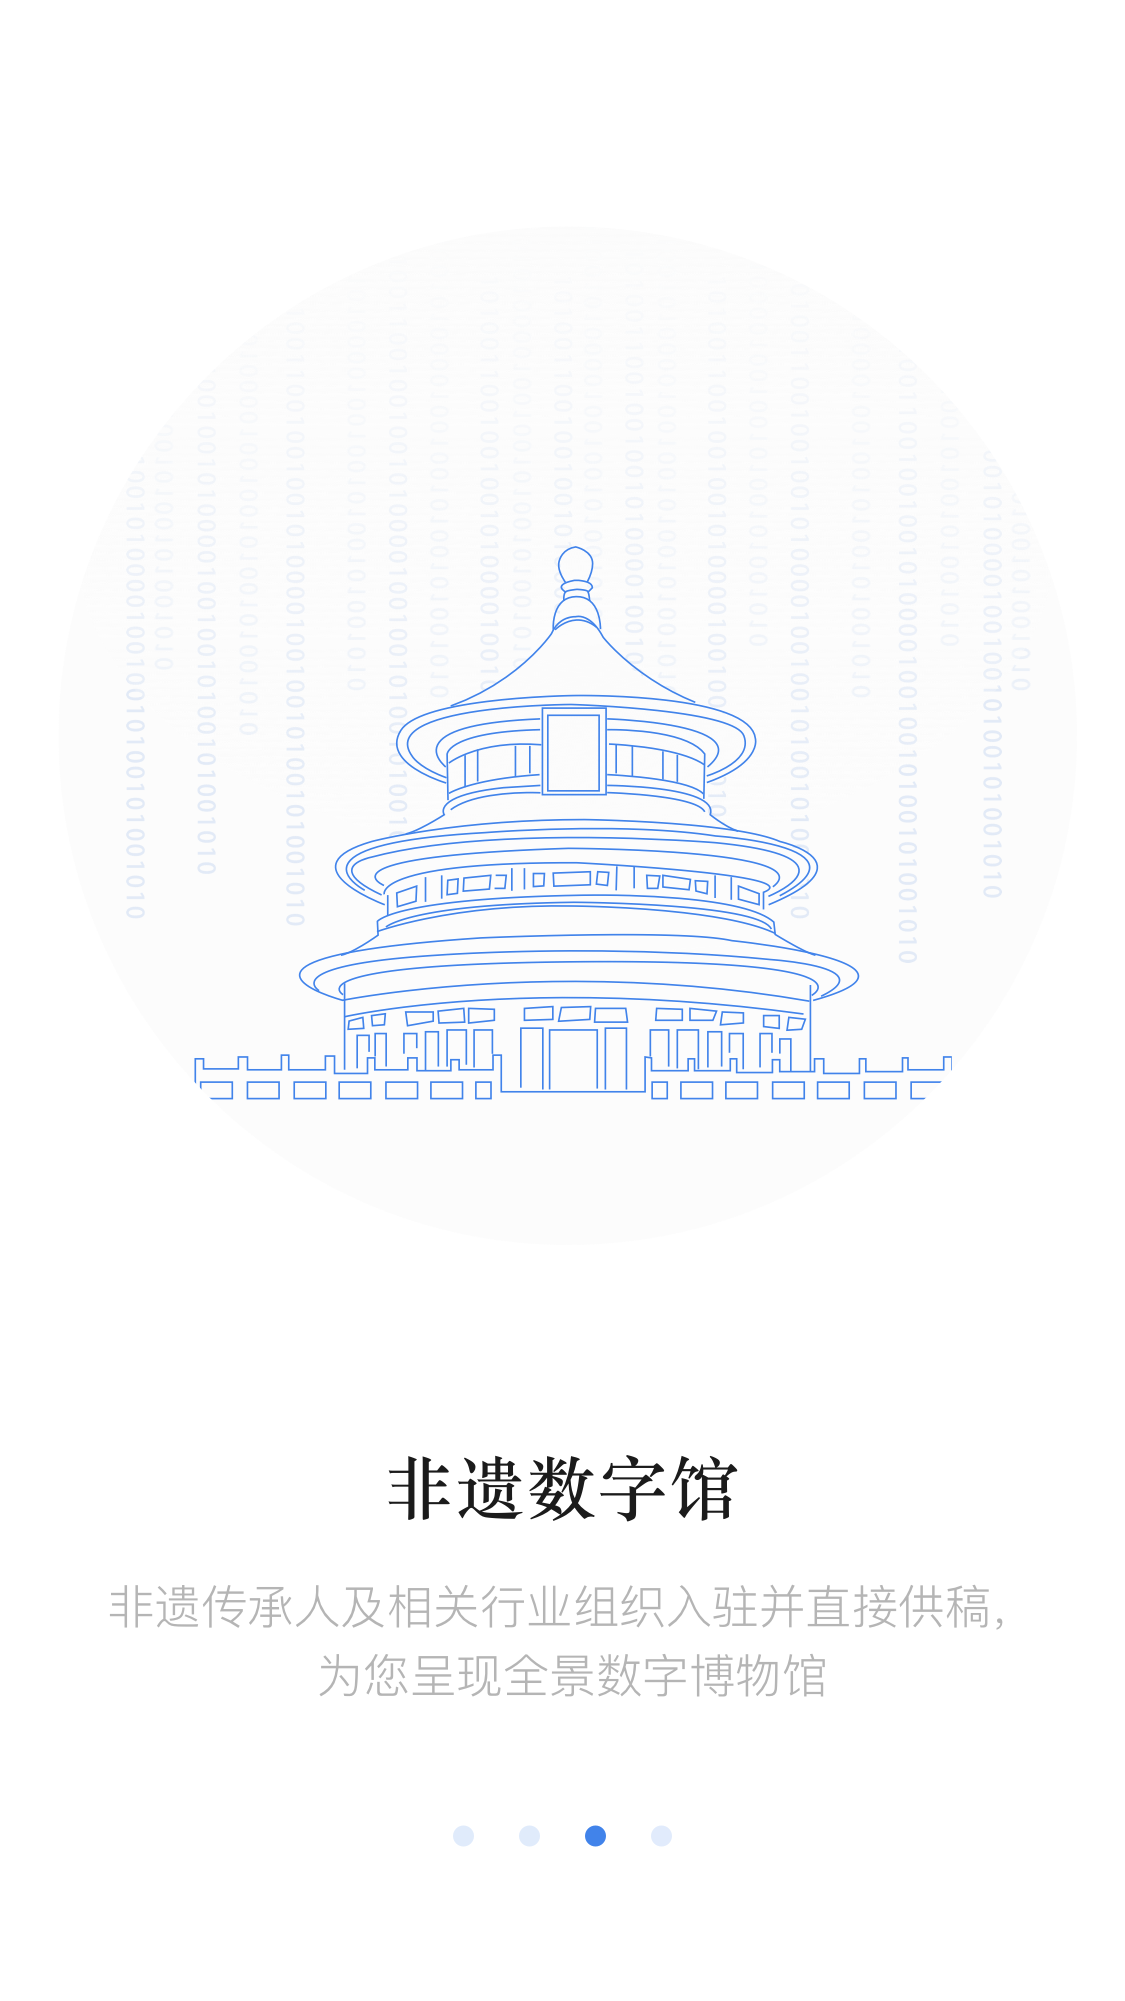 非遗数字馆
非遗传承人及相关行业组织入驻并直接供稿,
为您呈现全景数字博物馆